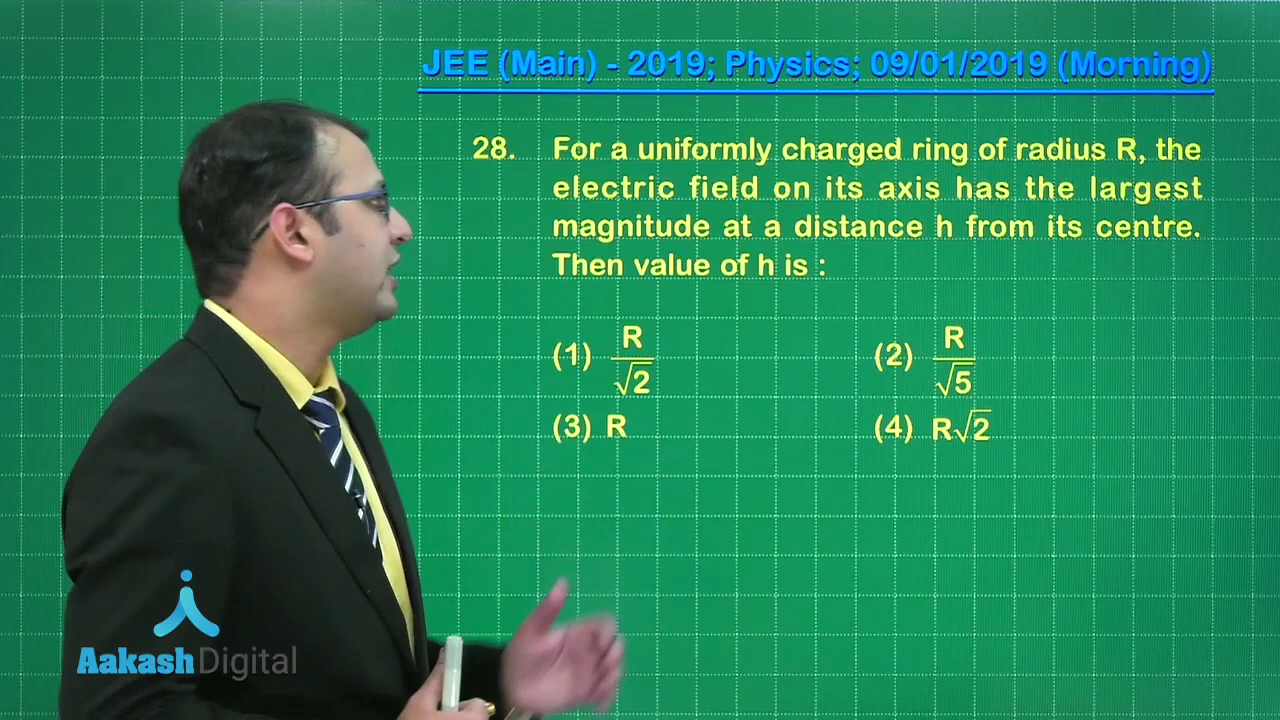 JEE (Main) - 2019; Physics; 09/01/2019 (Morning)
28. For a uniformly charged ring of radius R, the
electric field on its axis has the largest
magnitude at a distance h from its centre.
Then value of h is :
(1) R/√2 (2) R/√5
(3) R (4) R√2
Aakash Digital